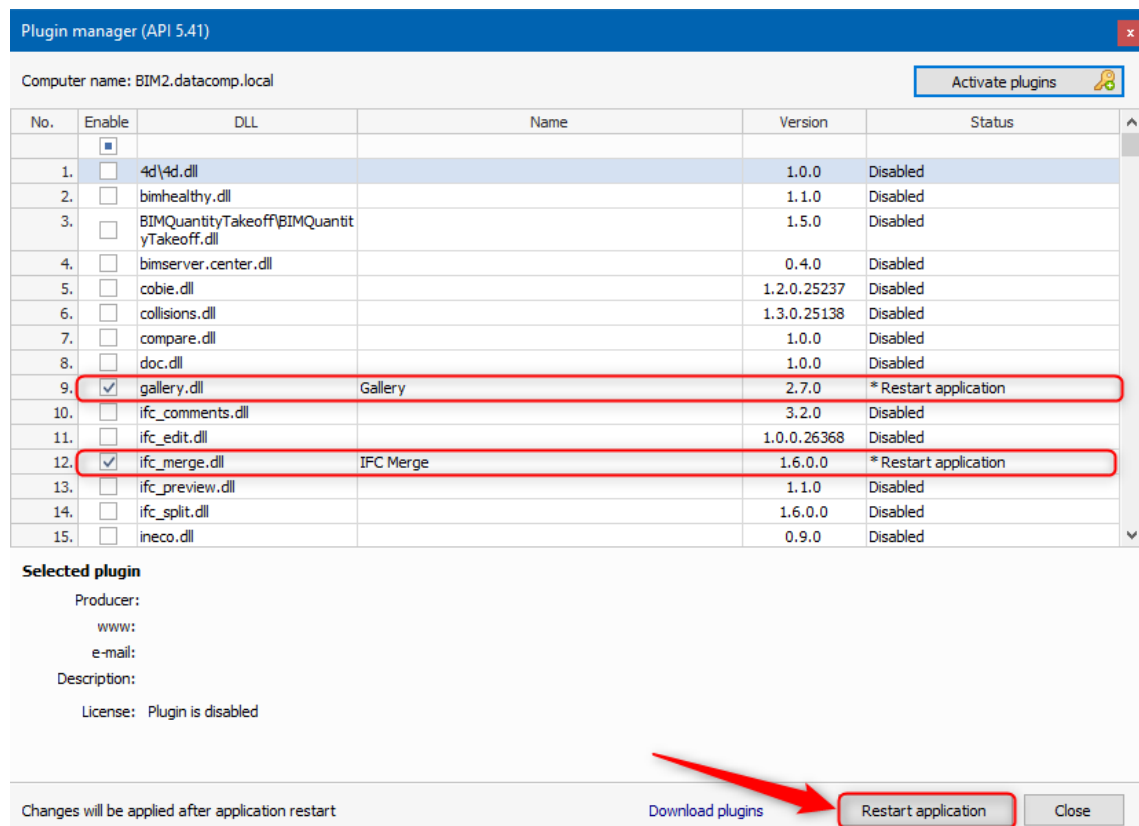 Plugin manager (API 5.41)
x
Computer name: BIM2.datacomp.local
Activate plugins
No. Enable DLL Name Version Status
1. 4d\4d.dll 1.0.0 Disabled
2. bimhealthy.dll 1.1.0 Disabled
3. BIMQuantityTakeoff\BIMQuantit 1.5.0 Disabled
yTakeoff.dll
4. bimserver.center.dll 0.4.0 Disabled
5. cobie.dll 1.2.0.25237 Disabled
6. collisions.dll 1.3.0.25138 Disabled
7. compare.dll 1.0.0 Disabled
8. doc.dll 1.0.0 Disabled
9. gallery.dll Gallery 2.7.0 * Restart application
10. ifc_comments.dll 3.2.0 Disabled
11. ifc_edit.dll 1.0.0.26368 Disabled
12. ifc_merge.dll IFC Merge 1.6.0.0 * Restart application
13. ifc_preview.dll 1.1.0 Disabled
14. ifc_split.dll 1.6.0.0 Disabled
15. ineco.dll 0.9.0 Disabled
Selected plugin
Producer:
www:
e-mail:
Description:
License: Plugin is disabled
Changes will be applied after application restart Download plugins Restart application Close